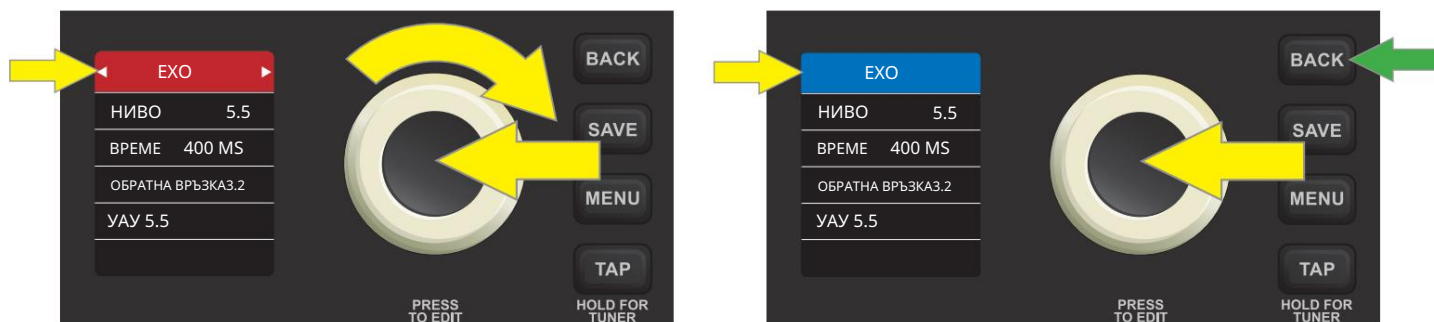 ЕХО
НИВО 5.5
ВРЕМЕ 400 MS
ОБРАТНА ВРЪЗКА3.2
УАУ 5.5
BACK
SAVE
MENU
TAP
PRESS
TO EDIT
HOLD FOR
TUNER
ЕХО
НИВО 5.5
ВРЕМЕ 400 MS
ОБРАТНА ВРЪЗКА3.2
УАУ 5.5
BACK
SAVE
MENU
TAP
PRESS
TO EDIT
HOLD FOR
TUNER